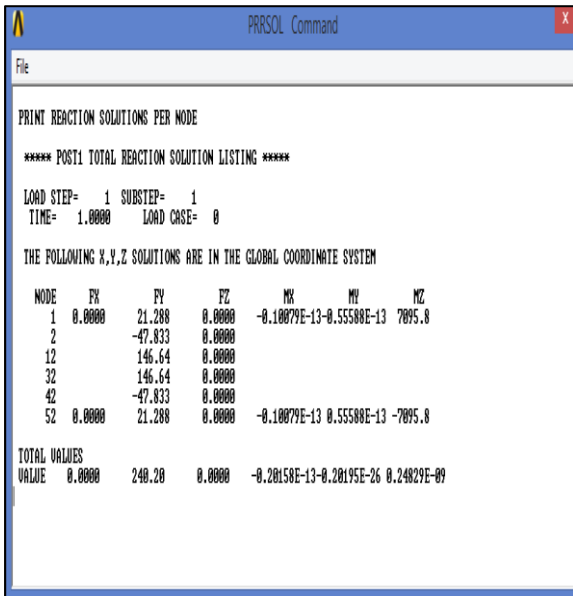 PRRSOL Command
x
File
PRINT REACTION SOLUTIONS PER NODE
***** POST1 TOTAL REACTION SOLUTION LISTING *****
LOAD STEP= 1 SUBSTEP= 1
TIME= 1.0000 LOAD CASE= 0
THE FOLLOWING X,Y,Z SOLUTIONS ARE IN THE GLOBAL COORDINATE SYSTEM
NODE FX FY FZ MX MY MZ
1 0.0000 21.288 0.0000 -0.10079E-13-0.55588E-13 7095.8
2 -47.833 0.0000
12 146.64 0.0000
32 146.64 0.0000
42 -47.833 0.0000
52 0.0000 21.288 0.0000 -0.10079E-13 0.55588E-13 -7095.8
TOTAL VALUES
VALUE 0.0000 240.20 0.0000 -0.20158E-13-0.20195E-26 0.24829E-09